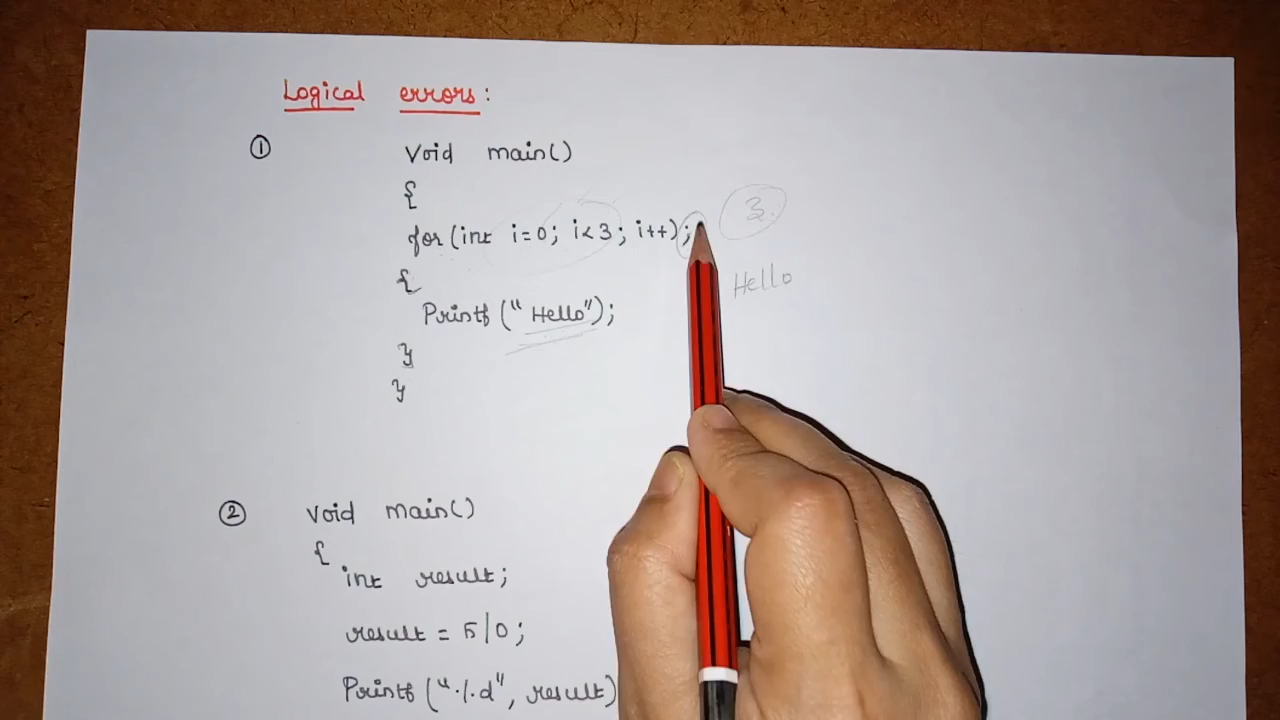 Logical errors:
① Void main()
{
for(int i=0; i<3; i++);
3.
{
Hello
Printf("Hello");
}
}
② Void main()
{
int result;
result = 5/0;
Printf("%d", result)